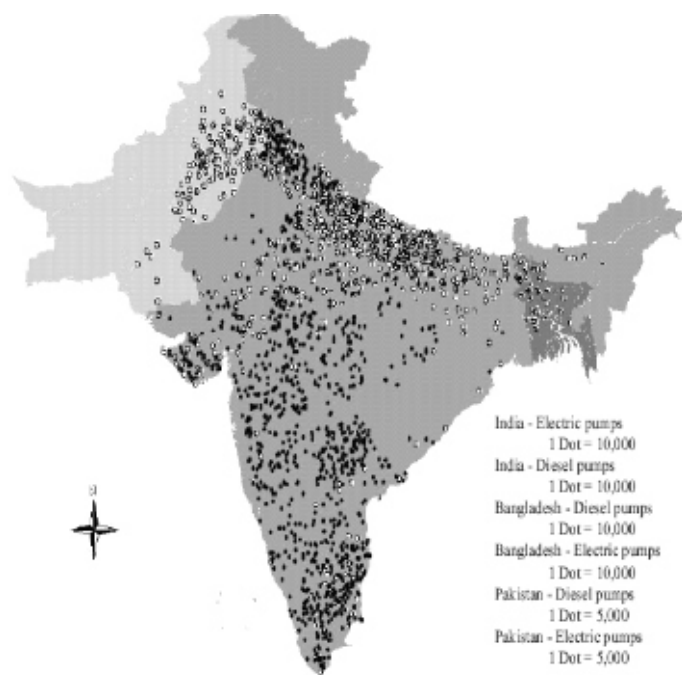 India - Electric pumps
1 Dot = 10,000
India - Diesel pumps
1 Dot = 10,000
Bangladesh - Diesel pumps
1 Dot = 10,000
Bangladesh - Electric pumps
1 Dot = 10,000
Pakistan - Diesel pumps
1 Dot = 5,000
Pakistan - Electric pumps
1 Dot = 5,000